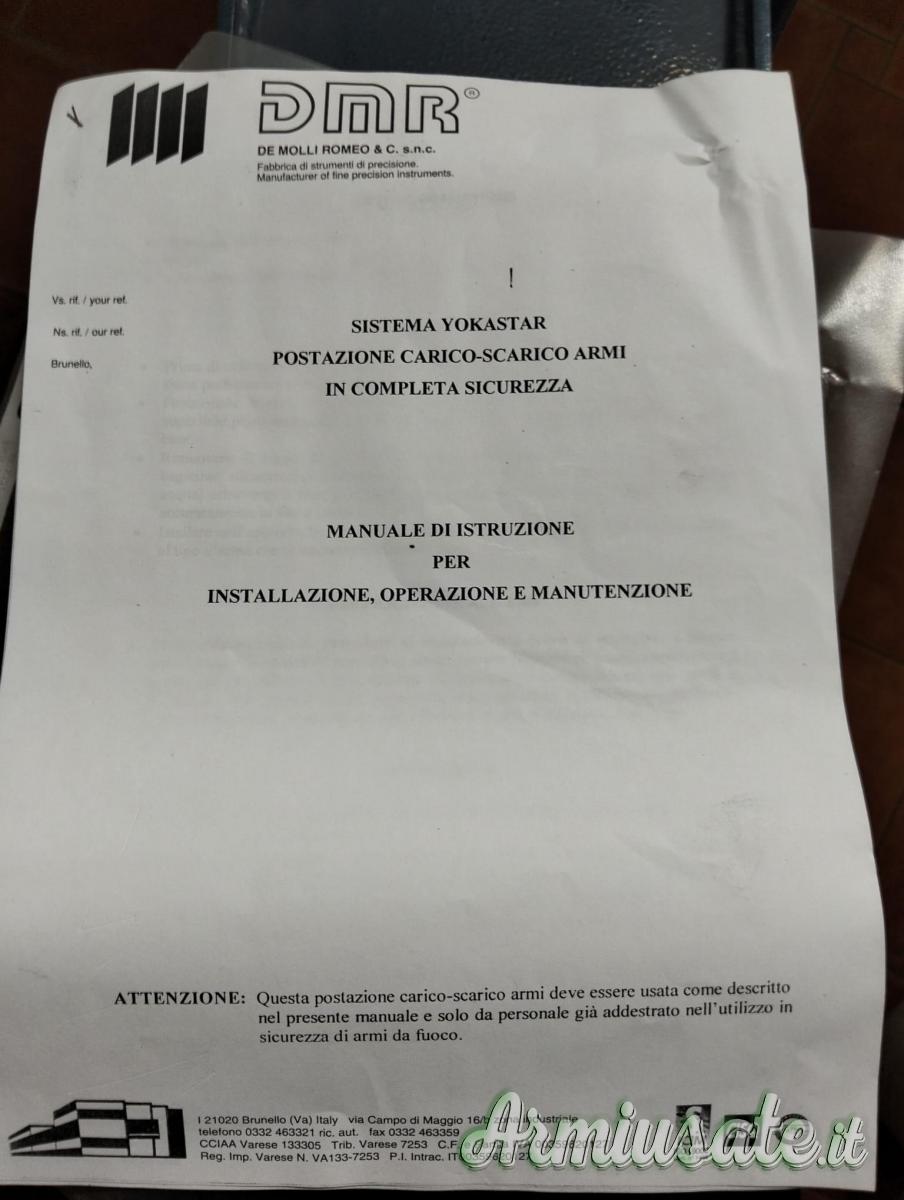 DMR®
DE MOLLI ROMEO & C. s.n.c.
Fabbrica di strumenti di precisione.
Manufacturer of fine precision instruments.
Vs. rif. / your ref.
Ns. rif. / our ref.
Brunello,
SISTEMA YOKASTAR
POSTAZIONE CARICO-SCARICO ARMI
IN COMPLETA SICUREZZA
MANUALE DI ISTRUZIONE
PER
INSTALLAZIONE, OPERAZIONE E MANUTENZIONE
ATTENZIONE: Questa postazione carico-scarico armi deve essere usata come descritto
nel presente manuale e solo da personale già addestrato nell'utilizzo in
sicurezza di armi da fuoco.
I 21020 Brunello (Va) Italy via Campo di Maggio zona industriale
telefono 0332 463321 ric. aut. fax 0332 463359
CCIAA Varese 133305 Trib. Varese 7253 C.F.
Reg. Imp. Varese N. VA133-7253 P.I. Intrac.
Armiusate.it